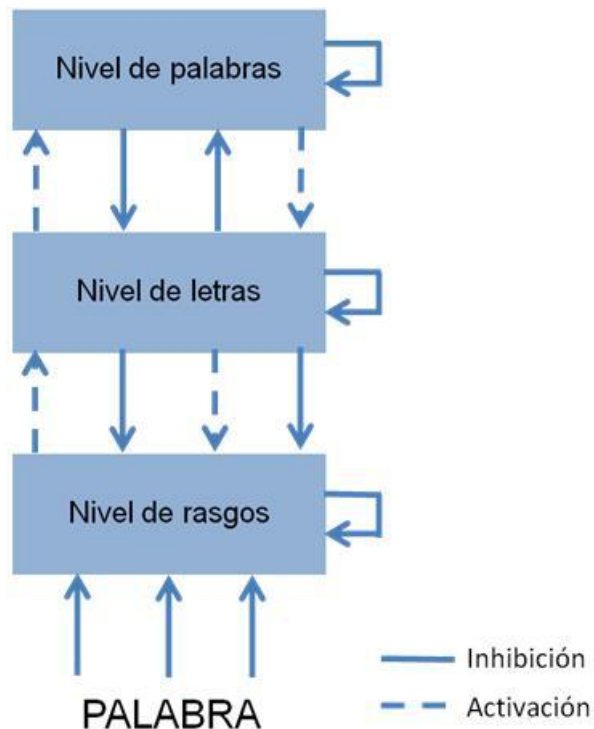 Nivel de palabras
Nivel de letras
Nivel de rasgos
PALABRA
Inhibición
Activación